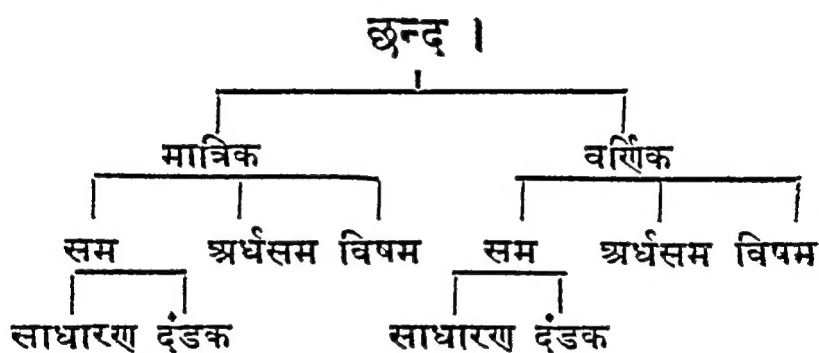 छन्द ।
मात्रिक वर्णिक
सम अर्धसम विषम सम अर्धसम विषम
साधारण दंडक साधारण दंडक